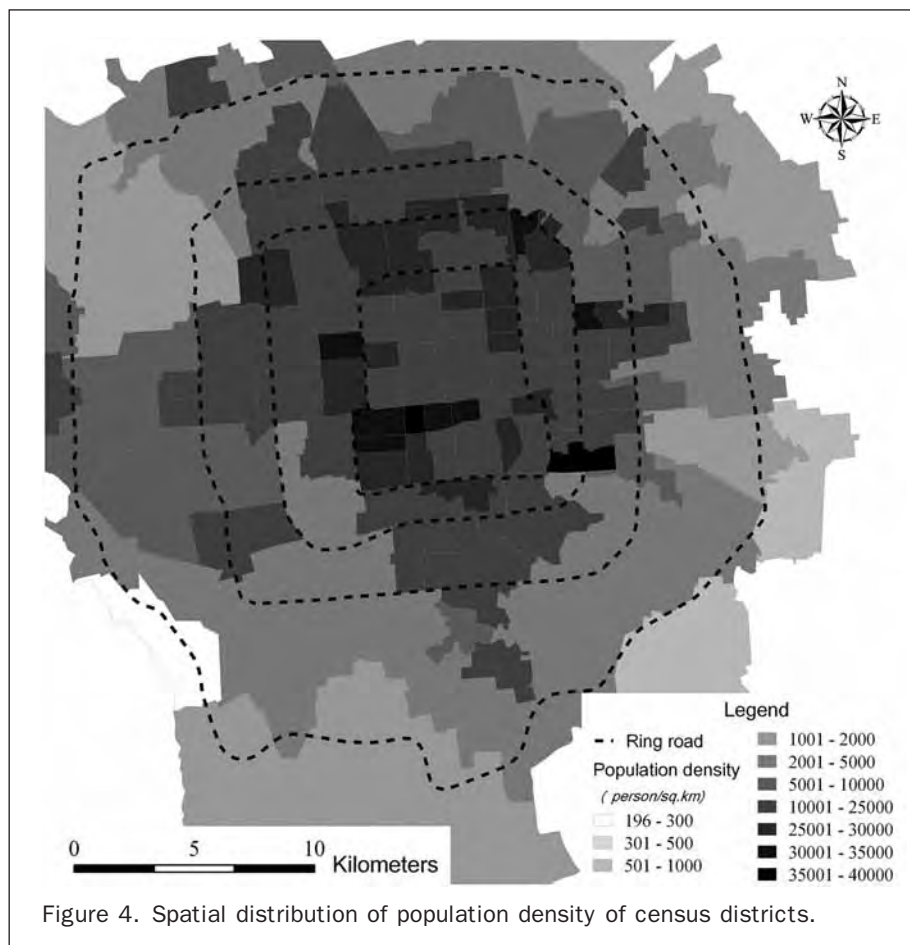 N
W E
S
Legend
Ring road
Population density
( person/sq.km)
196 - 300
301 - 500
501 - 1000
1001 - 2000
2001 - 5000
5001 - 10000
10001 - 25000
25001 - 30000
30001 - 35000
35001 - 40000
0 5 10
Kilometers
Figure 4. Spatial distribution of population density of census districts.